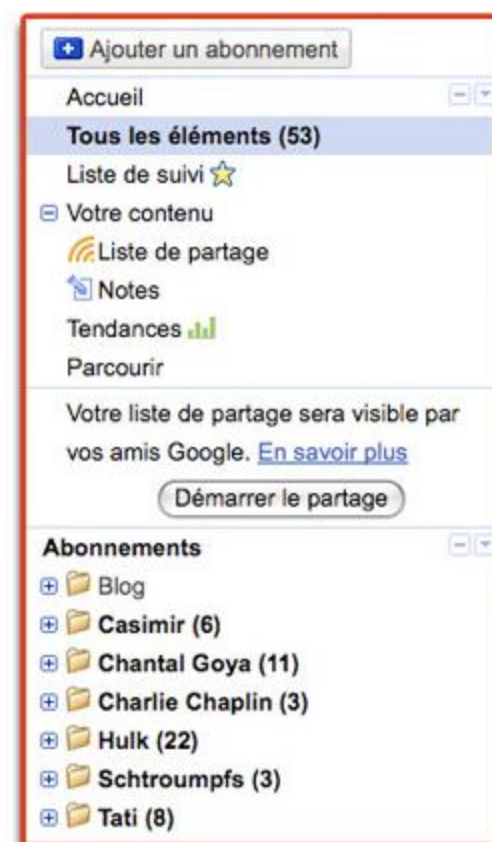 Ajouter un abonnement
Accueil
Tous les éléments (53)
Liste de suivi
Votre contenu
Liste de partage
Notes
Tendances
Parcourir
Votre liste de partage sera visible par
vos amis Google. En savoir plus
Démarrer le partage
Abonnements
Blog
Casimir (6)
Chantal Goya (11)
Charlie Chaplin (3)
Hulk (22)
Schtroumpfs (3)
Tati (8)